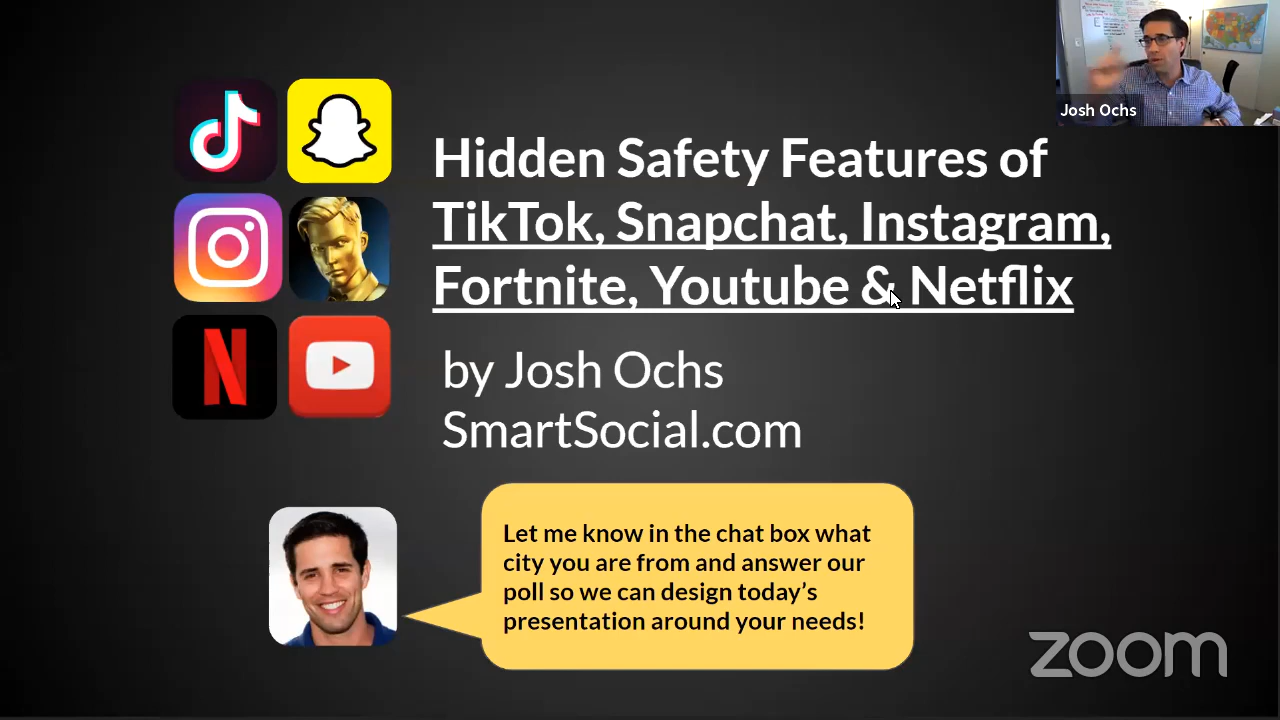 Josh Ochs
Hidden Safety Features of
TikTok, Snapchat, Instagram,
Fortnite, Youtube & Netflix
by Josh Ochs
SmartSocial.com
Let me know in the chat box what
city you are from and answer our
poll so we can design today's
presentation around your needs!
zoom